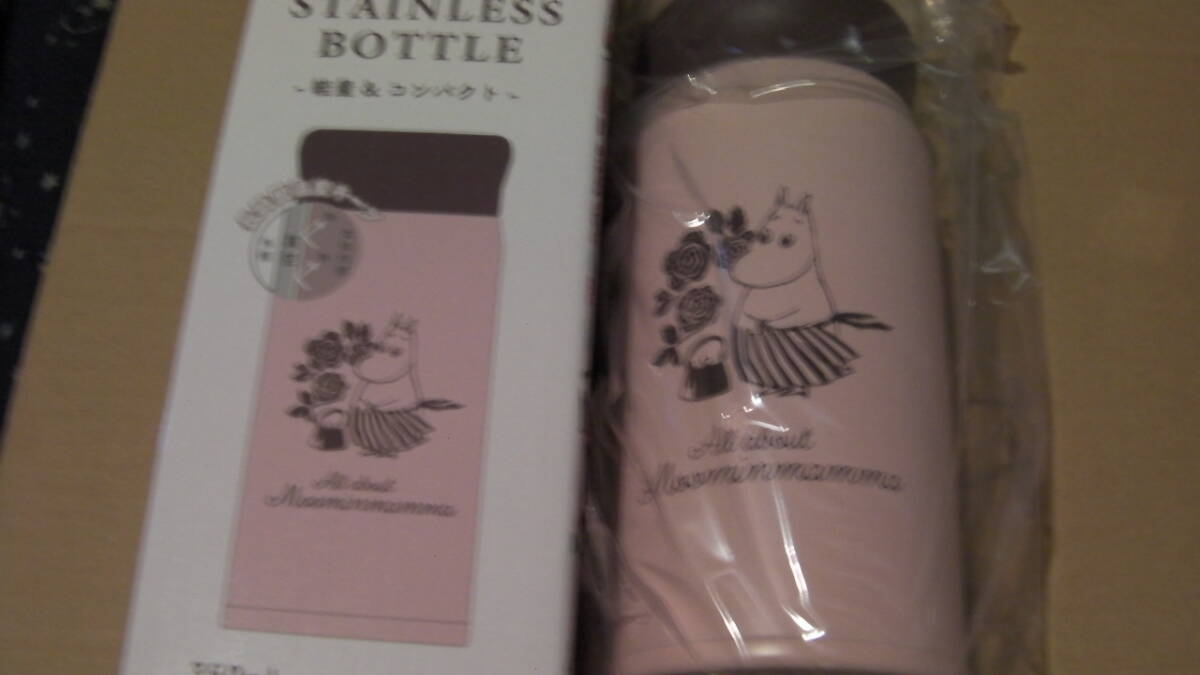 STAINLESS
BOTTLE
~軽量&コンパクト~
All about
Moominmamma
All about
Moominmamma